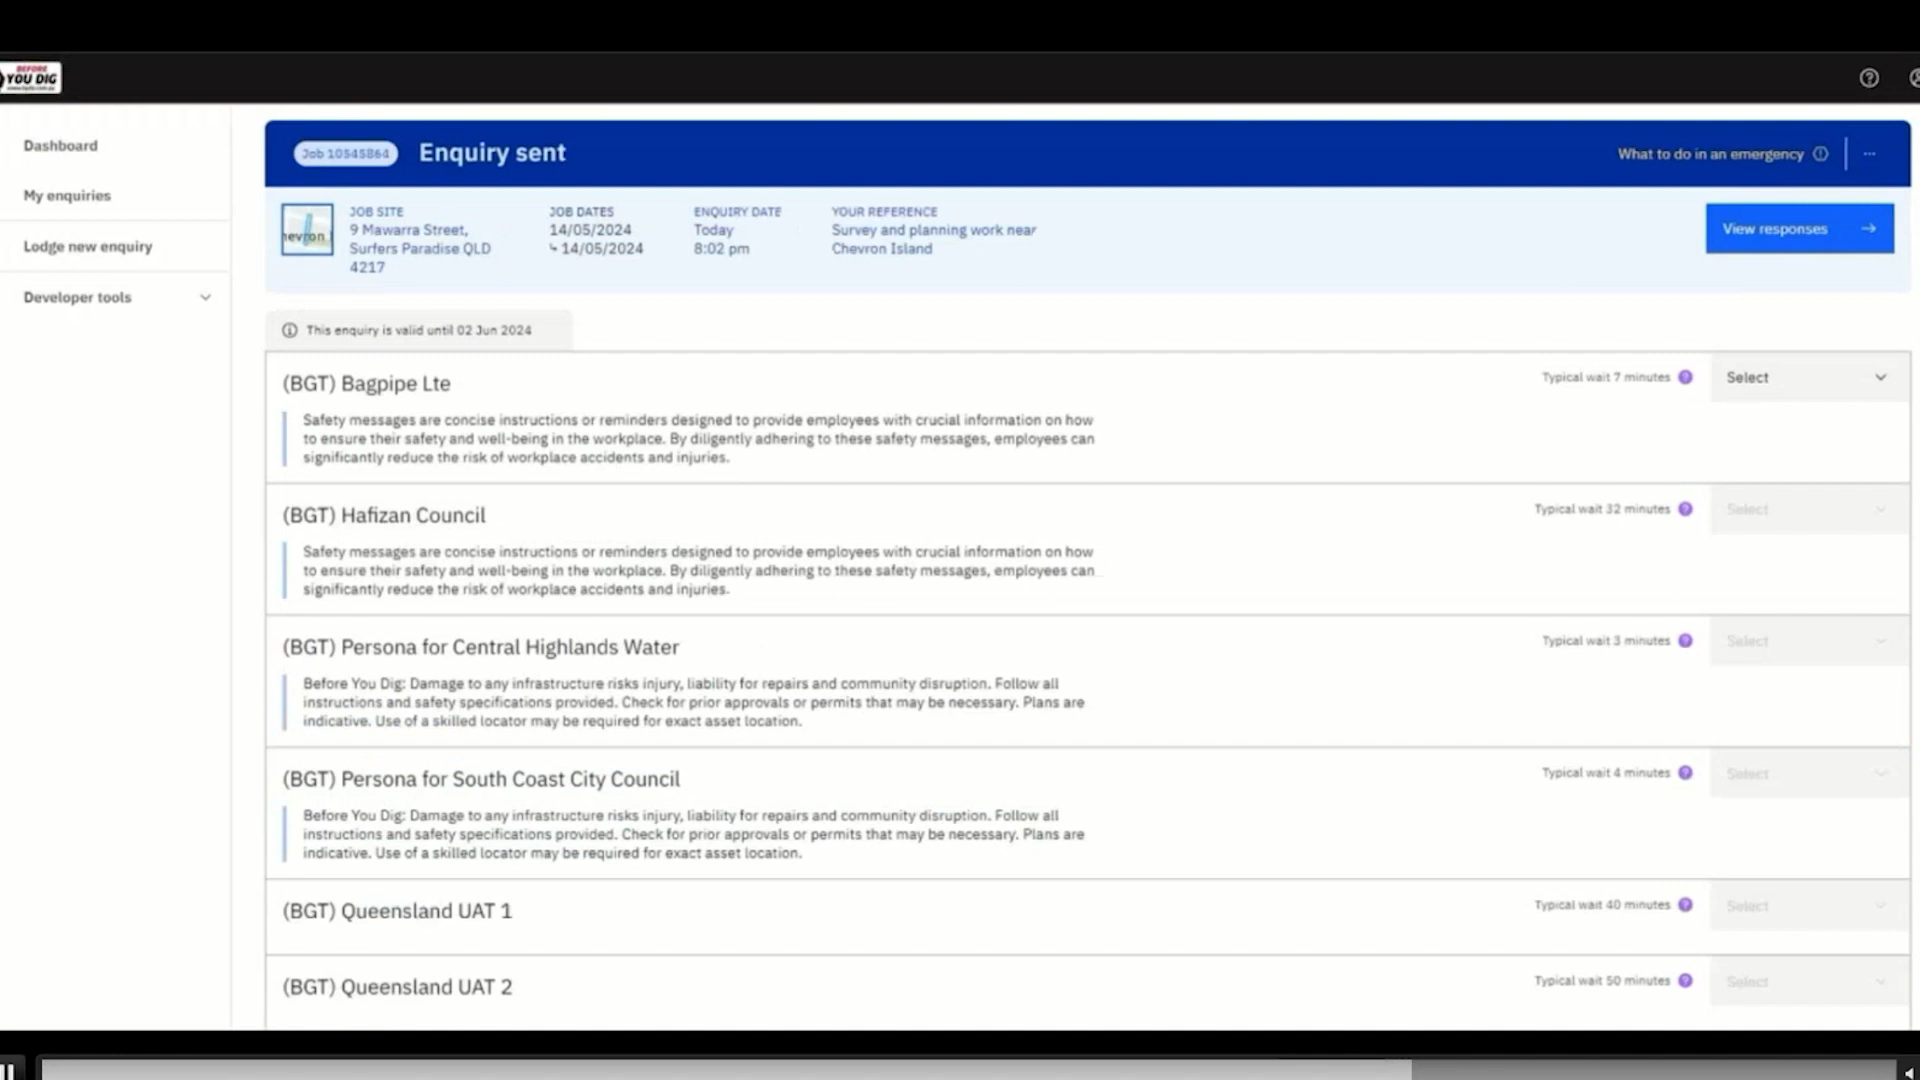 BEFORE
YOU DIG
Dashboard
My enquiries
Lodge new enquiry
Developer tools
Job 10545864
Enquiry sent
What to do in an emergency
JOB SITE
9 Mawarra Street,
Surfers Paradise QLD
4217
JOB DATES
14/05/2024
14/05/2024
ENQUIRY DATE
Today
8:02 pm
YOUR REFERENCE
Survey and planning work near
Chevron Island
View responses
This enquiry is valid until 02 Jun 2024
(BGT) Bagpipe Lte
Typical wait 7 minutes
Select
Safety messages are concise instructions or reminders designed to provide employees with crucial information on how
to ensure their safety and well-being in the workplace. By diligently adhering to these safety messages, employees can
significantly reduce the risk of workplace accidents and injuries.
(BGT) Hafizan Council
Typical wait 32 minutes
Select
Safety messages are concise instructions or reminders designed to provide employees with crucial information on how
to ensure their safety and well-being in the workplace. By diligently adhering to these safety messages, employees can
significantly reduce the risk of workplace accidents and injuries.
(BGT) Persona for Central Highlands Water
Typical wait 3 minutes
Select
Before You Dig: Damage to any infrastructure risks injury, liability for repairs and community disruption. Follow all
instructions and safety specifications provided. Check for prior approvals or permits that may be necessary. Plans are
indicative. Use of a skilled locator may be required for exact asset location.
(BGT) Persona for South Coast City Council
Typical wait 4 minutes
Select
Before You Dig: Damage to any infrastructure risks injury, liability for repairs and community disruption. Follow all
instructions and safety specifications provided. Check for prior approvals or permits that may be necessary. Plans are
indicative. Use of a skilled locator may be required for exact asset location.
(BGT) Queensland UAT 1
Typical wait 40 minutes
Select
(BGT) Queensland UAT 2
Typical wait 50 minutes
Select